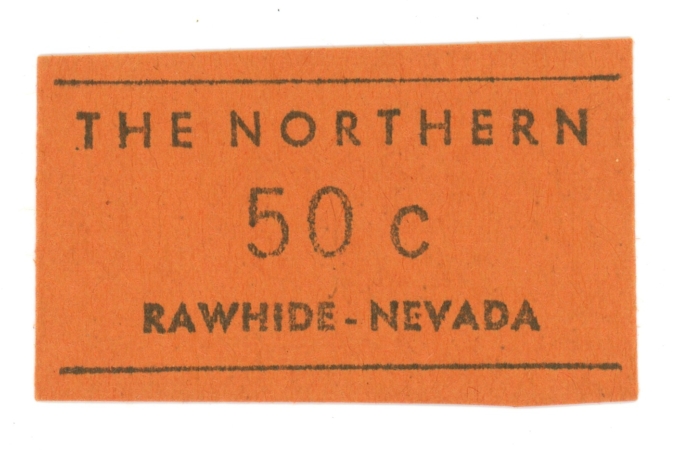 THE NORTHERN
50 c
RAWHIDE - NEVADA